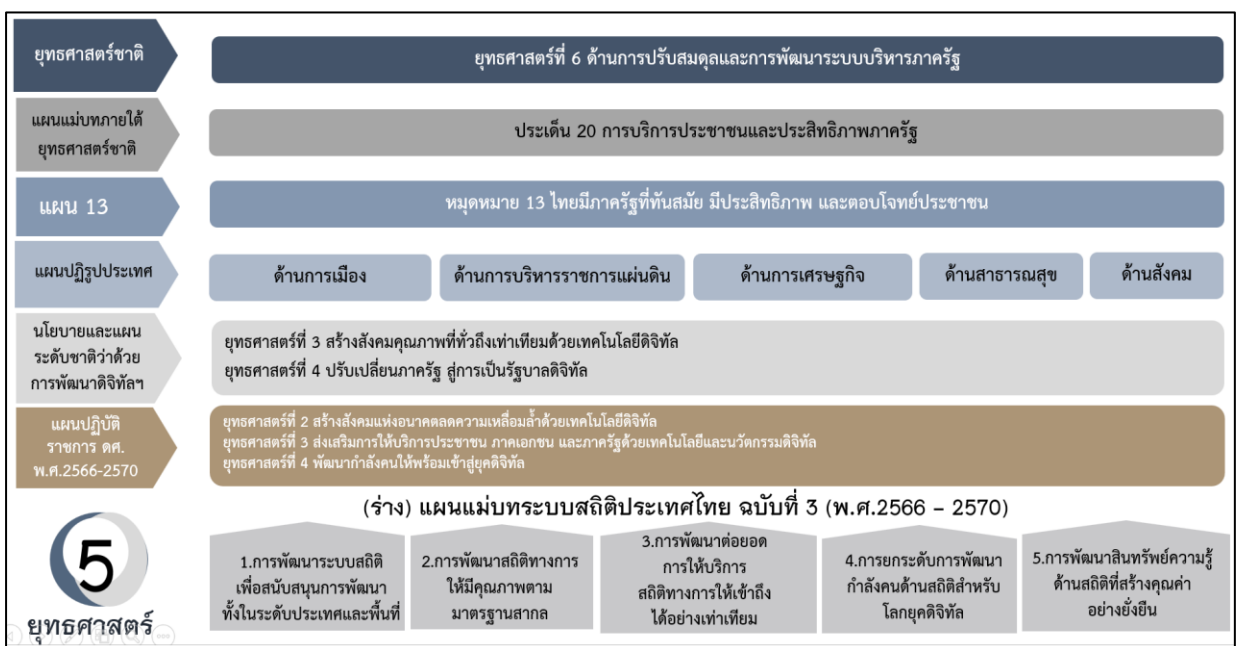 ยุทธศาสตร์ชาติ
ยุทธศาสตร์ที่ 6 ด้านการปรับสมดุลและการพัฒนาระบบบริหารภาครัฐ
แผนแม่บทภายใต้
ยุทธศาสตร์ชาติ
ประเด็น 20 การบริการประชาชนและประสิทธิภาพภาครัฐ
แผน 13
หมุดหมาย 13 ไทยมีภาครัฐที่ทันสมัย มีประสิทธิภาพ และตอบโจทย์ประชาชน
แผนปฏิรูปประเทศ
ด้านการเมือง
ด้านการบริหารราชการแผ่นดิน
ด้านการเศรษฐกิจ
ด้านสาธารณสุข
ด้านสังคม
นโยบายและแผน
ระดับชาติว่าด้วย
การพัฒนาดิจิทัลฯ
ยุทธศาสตร์ที่ 3 สร้างสังคมคุณภาพที่ทั่วถึงเท่าเทียมด้วยเทคโนโลยีดิจิทัล
ยุทธศาสตร์ที่ 4 ปรับเปลี่ยนภาครัฐ สู่การเป็นรัฐบาลดิจิทัล
แผนปฏิบัติ
ราชการ ดศ.
พ.ศ.2566-2570
ยุทธศาสตร์ที่ 2 สร้างสังคมแห่งอนาคตลดความเหลื่อมล้ำด้วยเทคโนโลยีดิจิทัล
ยุทธศาสตร์ที่ 3 ส่งเสริมการให้บริการประชาชน ภาคเอกชน และภาครัฐด้วยเทคโนโลยีและนวัตกรรมดิจิทัล
ยุทธศาสตร์ที่ 4 พัฒนากำลังคนให้พร้อมเข้าสู่ยุคดิจิทัล
(ร่าง) แผนแม่บทระบบสถิติประเทศไทย ฉบับที่ 3 (พ.ศ.2566 – 2570)
5
ยุทธศาสตร์
1.การพัฒนาระบบสถิติ
เพื่อสนับสนุนการพัฒนา
ทั้งในระดับประเทศและพื้นที่
2.การพัฒนาสถิติทางการ
ให้มีคุณภาพตาม
มาตรฐานสากล
3.การพัฒนาต่อยอด
การให้บริการ
สถิติทางการให้เข้าถึง
ได้อย่างเท่าเทียม
4.การยกระดับการพัฒนา
กำลังคนด้านสถิติสำหรับ
โลกยุคดิจิทัล
5.การพัฒนาสินทรัพย์ความรู้
ด้านสถิติที่สร้างคุณค่า
อย่างยั่งยืน